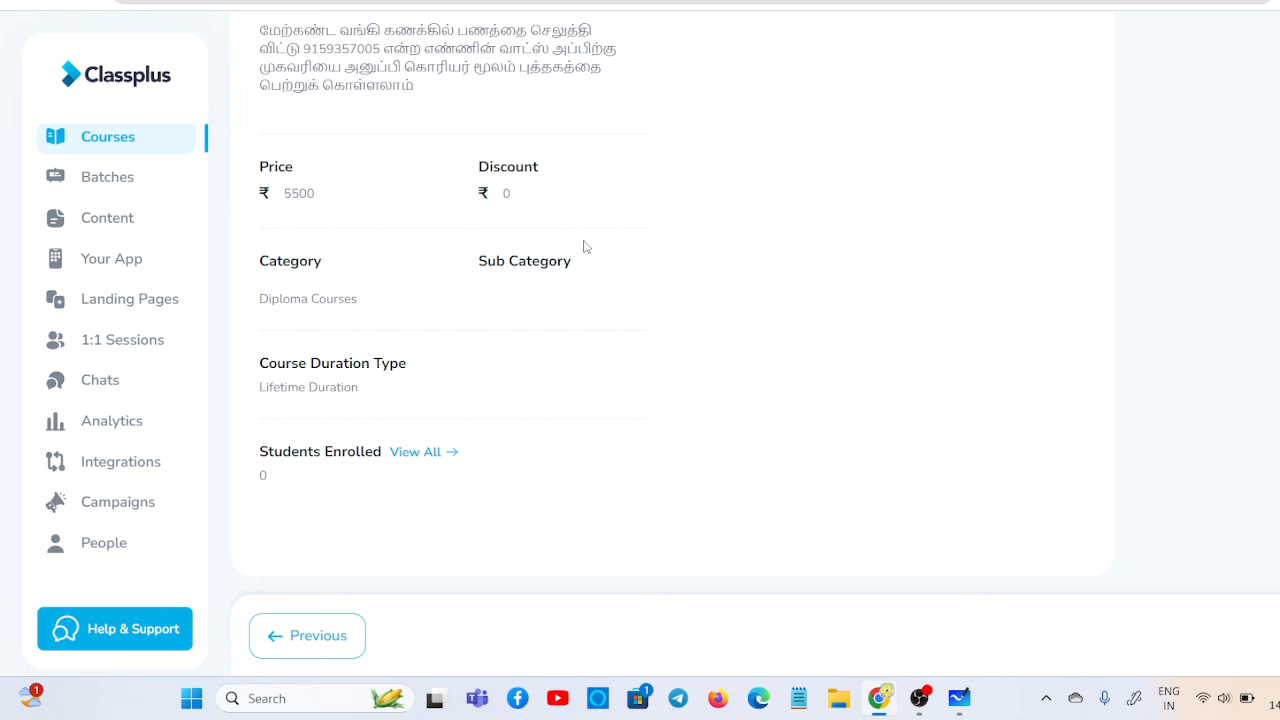 மேற்கண்ட வங்கி கணக்கில் பணத்தை செலுத்தி
விட்டு 9159357005 என்ற எண்ணின் வாட்ஸ் அப்பிற்கு
முகவரியை அனுப்பி கொரியர் மூலம் புத்தகத்தை
பெற்றுக் கொள்ளலாம்
Classplus
Courses
Batches
Content
Your App
Landing Pages
1:1 Sessions
Chats
Analytics
Integrations
Campaigns
People
Help & Support
Price Discount
₹ 5500 ₹ 0
Category Sub Category
Diploma Courses
Course Duration Type
Lifetime Duration
Students Enrolled View All →
0
← Previous
1
Search
1
ENG
IN